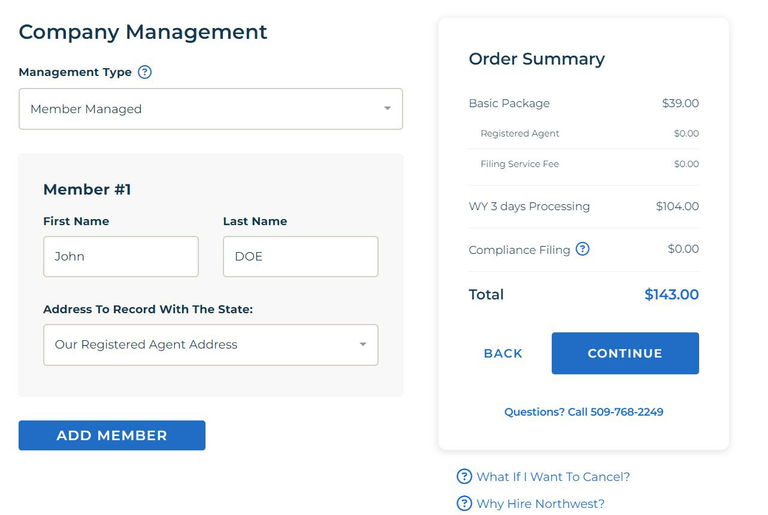 Company Management
Management Type ?
Member Managed
Member #1
First Name Last Name
John DOE
Address To Record With The State:
Our Registered Agent Address
ADD MEMBER
Order Summary
Basic Package $39.00
Registered Agent $0.00
Filing Service Fee $0.00
WY 3 days Processing $104.00
Compliance Filing ? $0.00
Total $143.00
BACK CONTINUE
Questions? Call 509-768-2249
? What If I Want To Cancel?
? Why Hire Northwest?